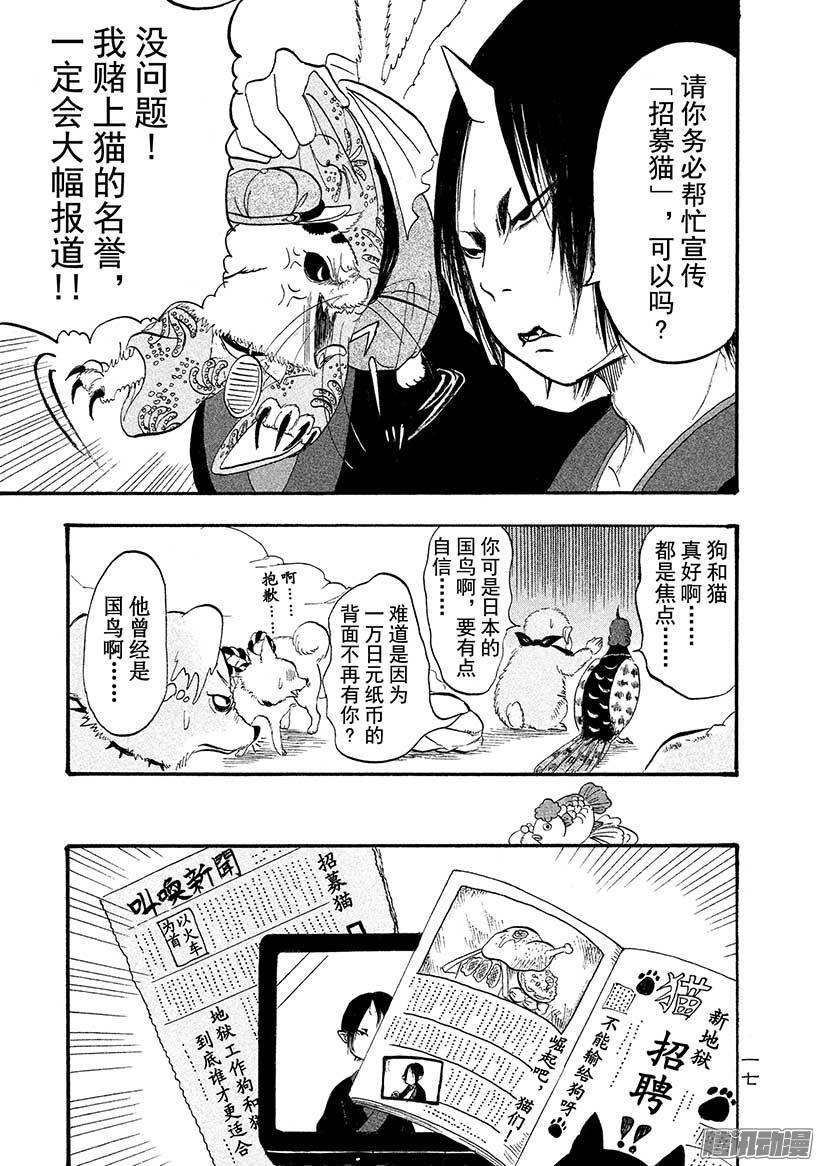 请你务必帮忙宣传
「招募猫」，可以吗？
没问题！
我赌上猫的名誉，
一定会大幅报道！！
狗和猫
真好啊……
都是焦点……
你可是日本的
国鸟啊，要有点
自信……
难道是因为
一万日元纸币的
背面不再有你？
啊……
抱歉……
他曾经是
国鸟啊……
新地狱
猫
招聘
！！
不能输给狗呀
崛起吧，猫们！
招募猫
叫喚新聞
以火车
为首
地狱工作狗和猫
到底谁才更适合
一七
腾讯动漫